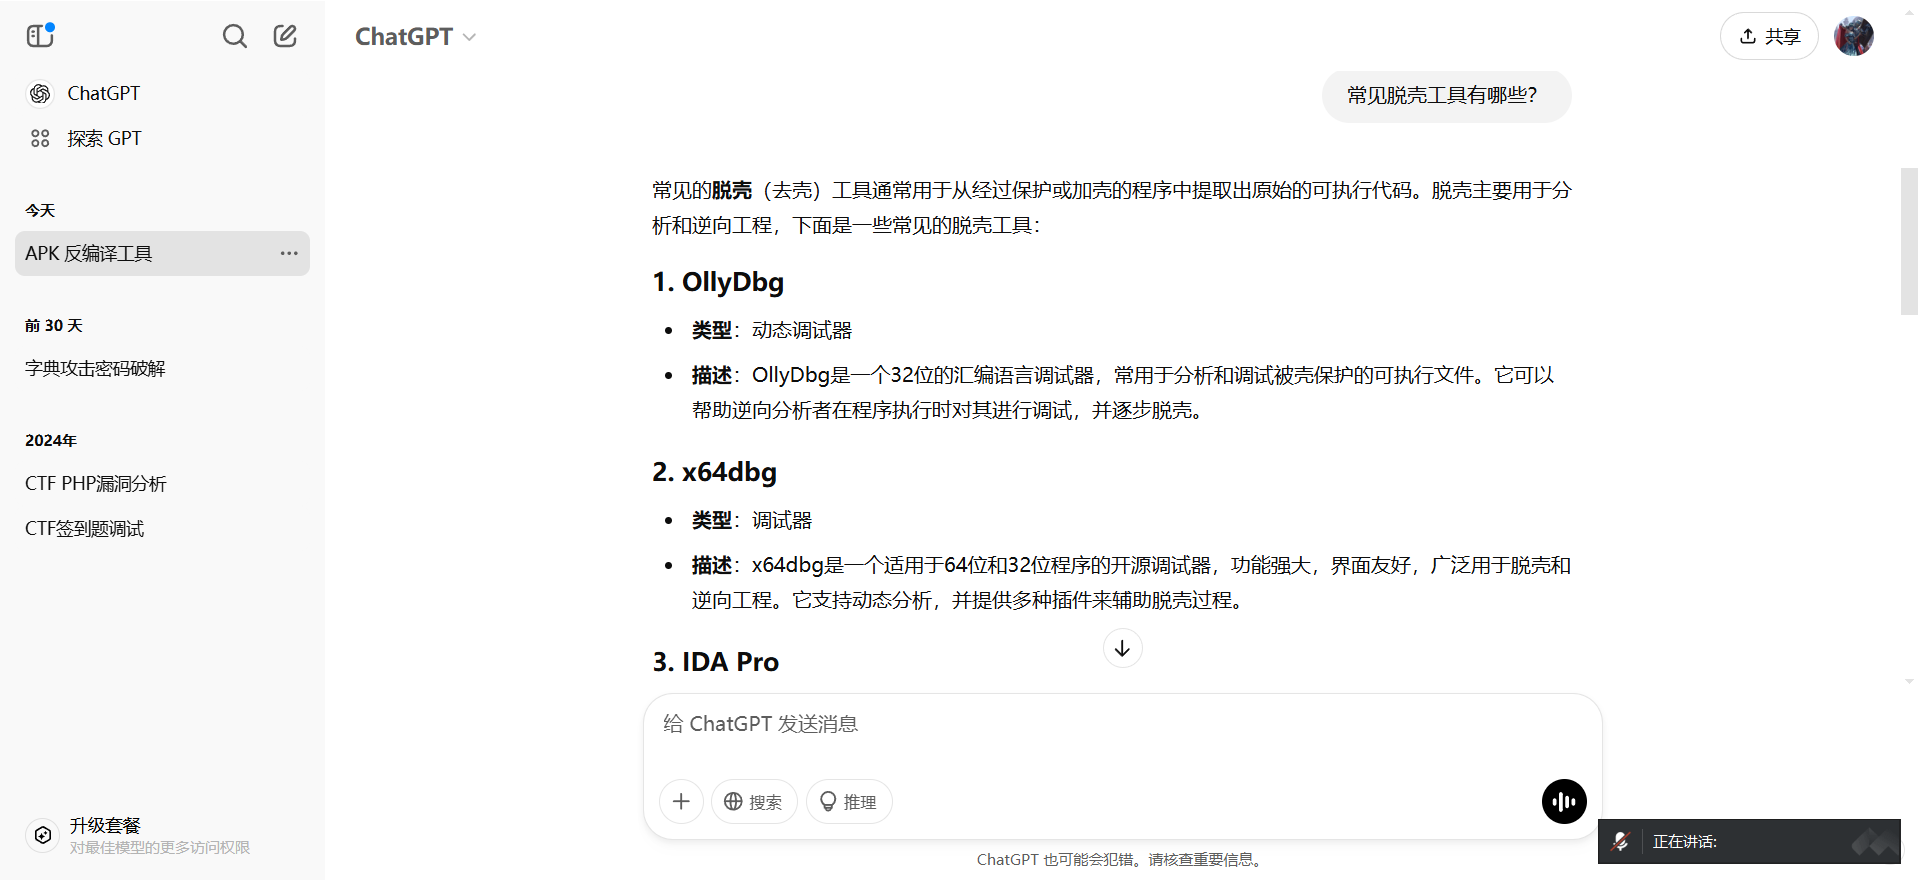 ChatGPT
探索 GPT
今天
APK 反编译工具
前 30 天
字典攻击密码破解
2024年
CTF PHP漏洞分析
CTF签到题调试
升级套餐
对最佳模型的更多访问权限
ChatGPT
共享
常见脱壳工具有哪些？
常见的脱壳（去壳）工具通常用于从经过保护或加壳的程序中提取出原始的可执行代码。脱壳主要用于分
析和逆向工程，下面是一些常见的脱壳工具：
1. OllyDbg
• 类型：动态调试器
• 描述：OllyDbg是一个32位的汇编语言调试器，常用于分析和调试被壳保护的可执行文件。它可以
帮助逆向分析者在程序执行时对其进行调试，并逐步脱壳。
2. x64dbg
• 类型：调试器
• 描述：x64dbg是一个适用于64位和32位程序的开源调试器，功能强大，界面友好，广泛用于脱壳和
逆向工程。它支持动态分析，并提供多种插件来辅助脱壳过程。
3. IDA Pro
给 ChatGPT 发送消息
搜索
推理
ChatGPT 也可能会犯错。请核查重要信息。
正在讲话: